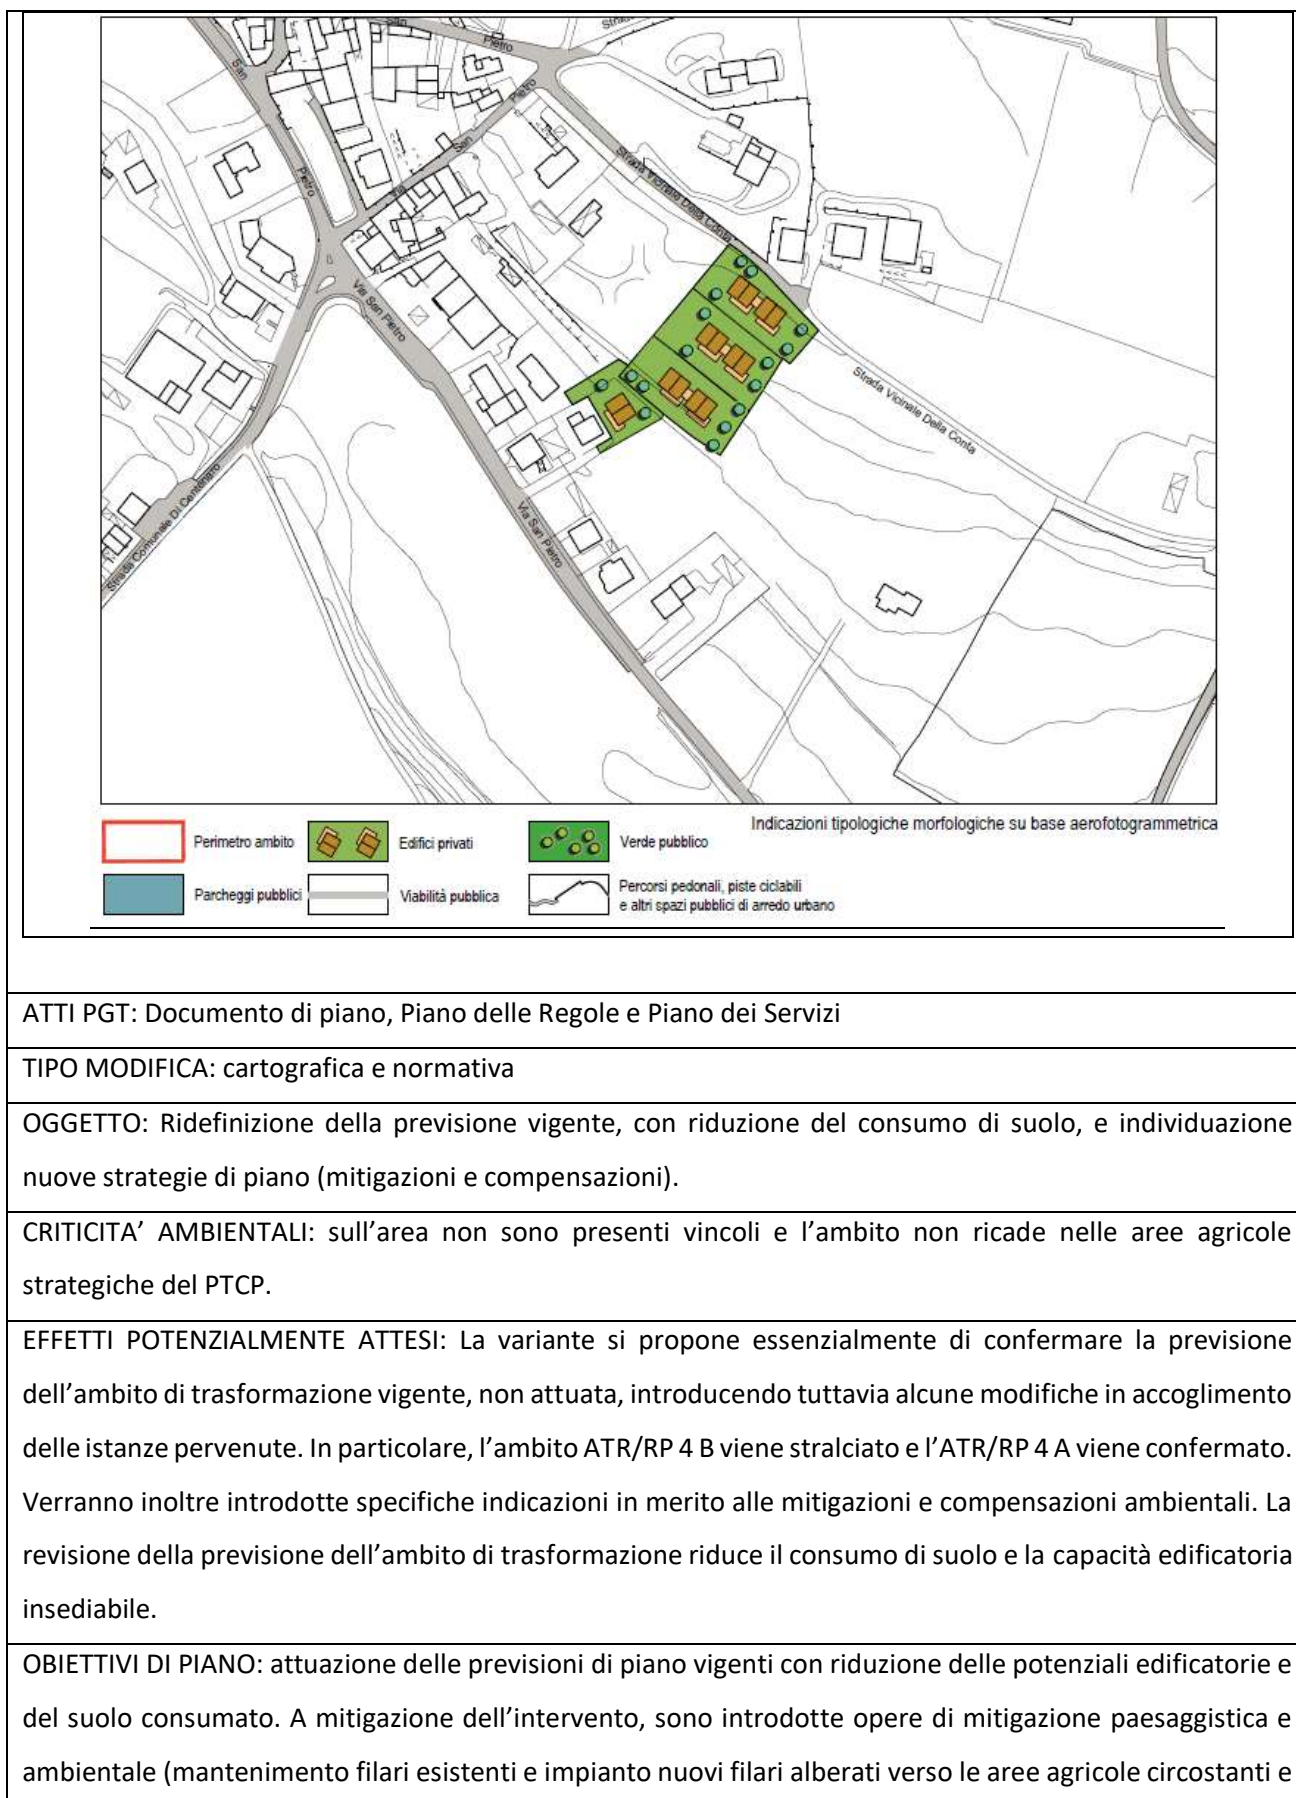 San
Pietro
Strada
San
Pietro
Via San Pietro
Pietro
Strada Vicinale Della Conta
Via San Pietro
Strada Vicinale Della Conta
Strada Comunale Di Centenaro
Via San Pietro
Indicazioni tipologiche morfologiche su base aerofotogrammetrica
Perimetro ambito
Edifici privati
Verde pubblico
Parcheggi pubblici
Viabilità pubblica
Percorsi pedonali, piste ciclabili
e altri spazi pubblici di arredo urbano
ATTI PGT: Documento di piano, Piano delle Regole e Piano dei Servizi
TIPO MODIFICA: cartografica e normativa
OGGETTO: Ridefinizione della previsione vigente, con riduzione del consumo di suolo, e individuazione
nuove strategie di piano (mitigazioni e compensazioni).
CRITICITA’ AMBIENTALI: sull’area non sono presenti vincoli e l’ambito non ricade nelle aree agricole
strategiche del PTCP.
EFFETTI POTENZIALMENTE ATTESI: La variante si propone essenzialmente di confermare la previsione
dell’ambito di trasformazione vigente, non attuata, introducendo tuttavia alcune modifiche in accoglimento
delle istanze pervenute. In particolare, l’ambito ATR/RP 4 B viene stralciato e l’ATR/RP 4 A viene confermato.
Verranno inoltre introdotte specifiche indicazioni in merito alle mitigazioni e compensazioni ambientali. La
revisione della previsione dell’ambito di trasformazione riduce il consumo di suolo e la capacità edificatoria
insediabile.
OBIETTIVI DI PIANO: attuazione delle previsioni di piano vigenti con riduzione delle potenziali edificatorie e
del suolo consumato. A mitigazione dell’intervento, sono introdotte opere di mitigazione paesaggistica e
ambientale (mantenimento filari esistenti e impianto nuovi filari alberati verso le aree agricole circostanti e